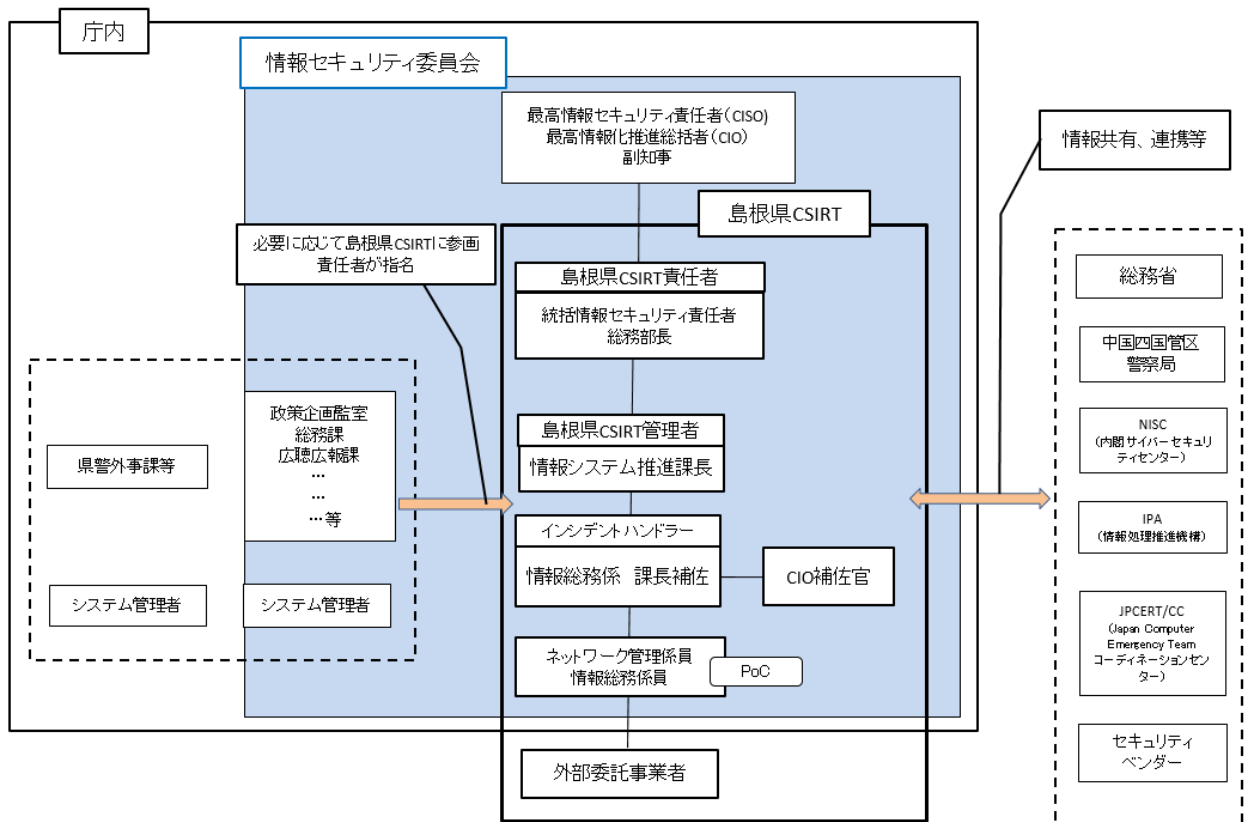 庁内
情報セキュリティ委員会
最高情報セキュリティ責任者(CISO)
最高情報化推進総括者(CIO)
副知事
情報共有、連携等
島根県CSIRT
必要に応じて島根県CSIRTに参画
責任者が指名
島根県CSIRT責任者
統括情報セキュリティ責任者
総務部長
総務省
中国四国管区
警察局
政策企画監室
総務課
広聴広報課
…
…
…等
県警外事課等
島根県CSIRT管理者
情報システム推進課長
NISC
(内閣サイバーセキュリ
ティセンター)
インシデントハンドラー
情報総務係 課長補佐
CIO補佐官
IPA
(情報処理推進機構)
システム管理者
システム管理者
JPCERT/CC
(Japan Computer
Emergency Team
コーディネーションセン
ター)
ネットワーク管理係員
情報総務係員
PoC
外部委託事業者
セキュリティ
ベンダー